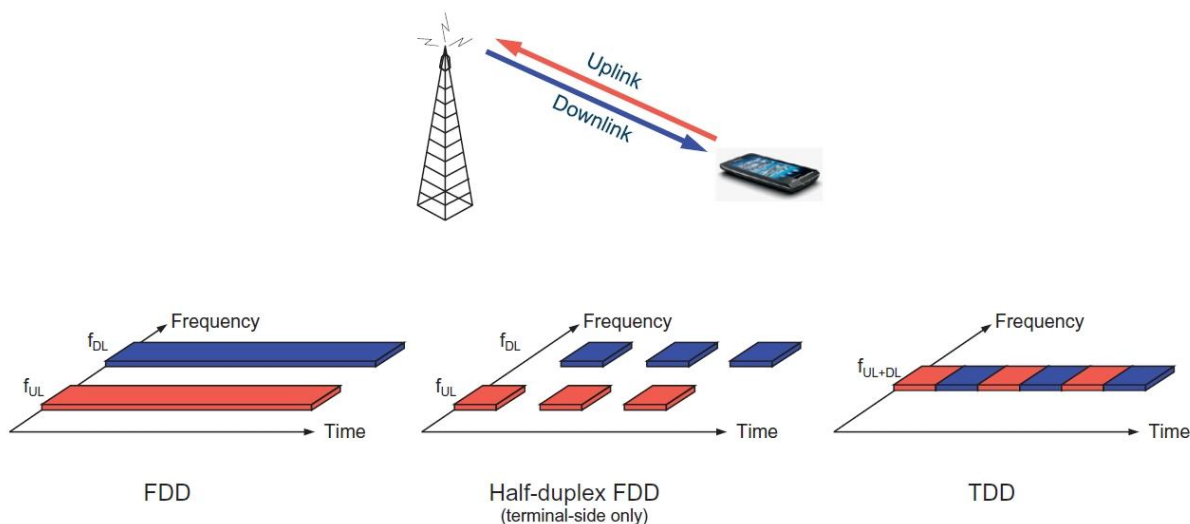 Uplink
Downlink
Frequency
f_DL
f_UL
Time
FDD
Frequency
f_DL
f_UL
Time
Half-duplex FDD
(terminal-side only)
Frequency
f_UL+DL
Time
TDD